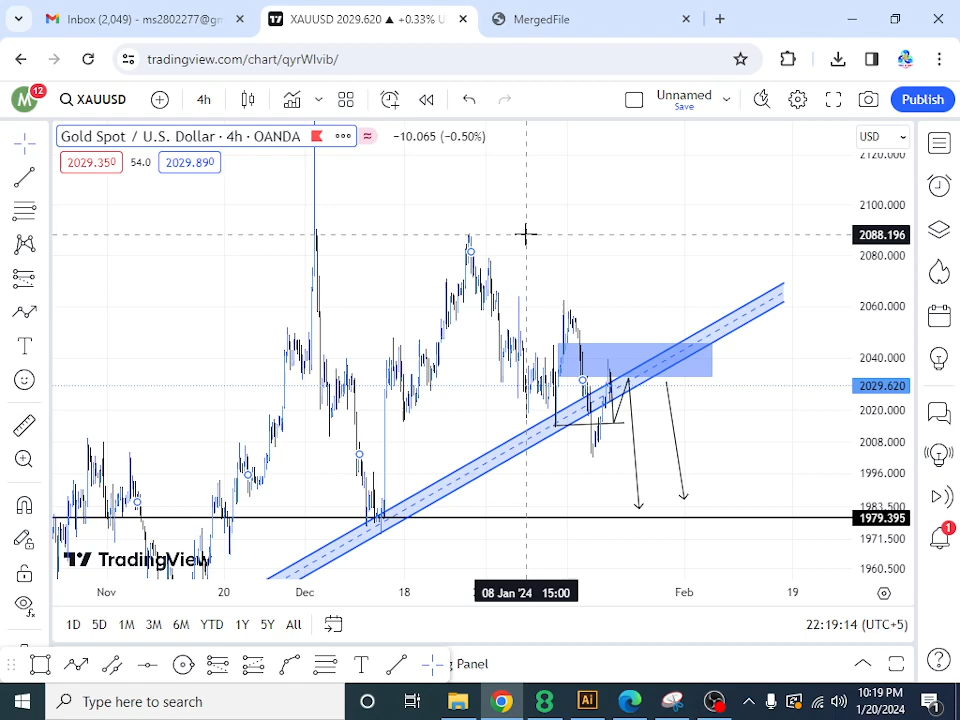 Inbox (2,049) - ms2802277@gm
XAUUSD 2029.620 ▲ +0.33% U
MergedFile
tradingview.com/chart/qyrWIvib/
M
12
XAUUSD
4h
Unnamed
Save
Publish
Gold Spot / U.S. Dollar · 4h · OANDA
−10.065 (−0.50%)
USD
2029.350
54.0
2029.890
2120.000
2100.000
2088.196
2080.000
2060.000
2040.000
2029.620
2020.000
2008.000
1996.000
1983.500
1979.395
1971.500
1960.500
TradingView
Nov
20
Dec
18
08 Jan '24 15:00
Feb
19
1D
5D
1M
3M
6M
YTD
1Y
5Y
All
22:19:14 (UTC+5)
Panel
1
Type here to search
10:19 PM
1/20/2024
1